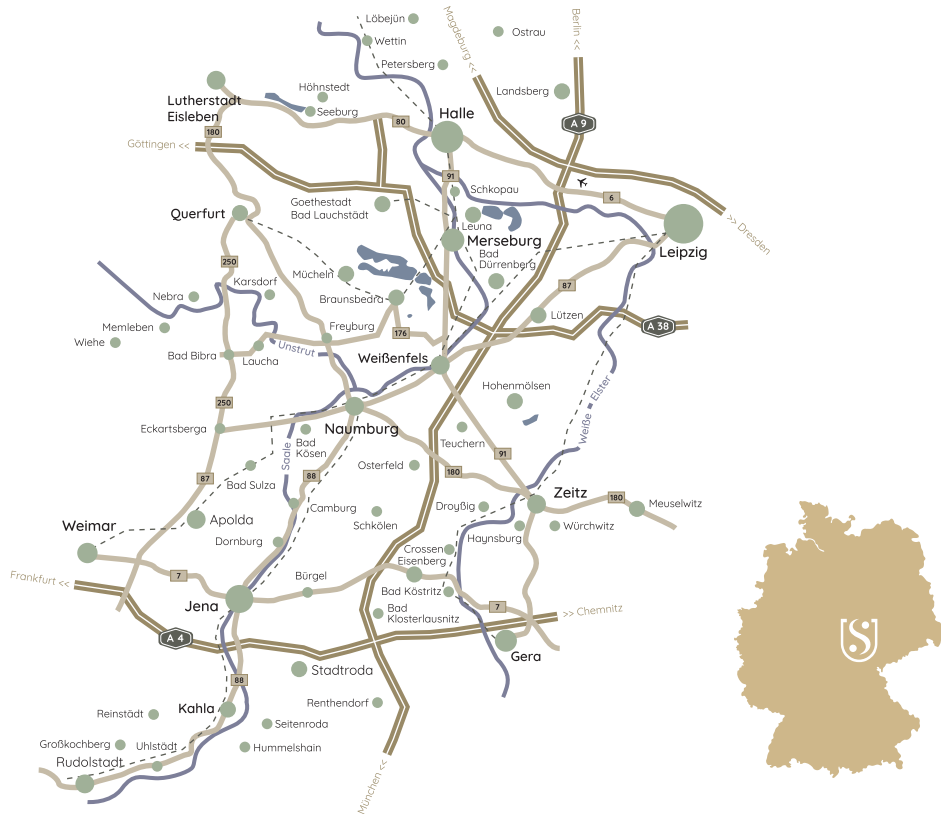 Löbejün
Wettin
Petersberg
Magdeburg <<
Ostrau
Berlin <<
Landsberg
Höhnstedt
Seeburg
Lutherstadt
Eisleben
180
80
Halle
A 9
Göttingen <<
91
Schkopau
6
>> Dresden
Goethestadt
Bad Lauchstädt
Querfurt
Leuna
Merseburg
Leipzig
Bad
Dürrenberg
250
Mücheln
Karsdorf
Nebra
Braunsbedra
87
Lützen
A 38
Memleben
Wiehe
Freyburg
176
Bad Bibra
Laucha
Unstrut
Weißenfels
Hohenmölsen
Weiße
Elster
250
Naumburg
Eckartsberga
Bad
Kösen
Teuchern
Saale
91
87
88
Osterfeld
180
Bad Sulza
Zeitz
180
Meuselwitz
Camburg
Droyßig
Weimar
Apolda
Schkölen
Haynsburg
Würchwitz
Dornburg
Crossen
Eisenberg
7
Bürgel
Frankfurt <<
Jena
Bad Köstritz
7
>> Chemnitz
Bad
Klosterlausnitz
A 4
Gera
Stadtroda
88
Renthendorf
Kahla
Reinstädt
Seitenroda
Großkochberg
Uhlstädt
Hummelshain
Rudolstadt
München <<
S